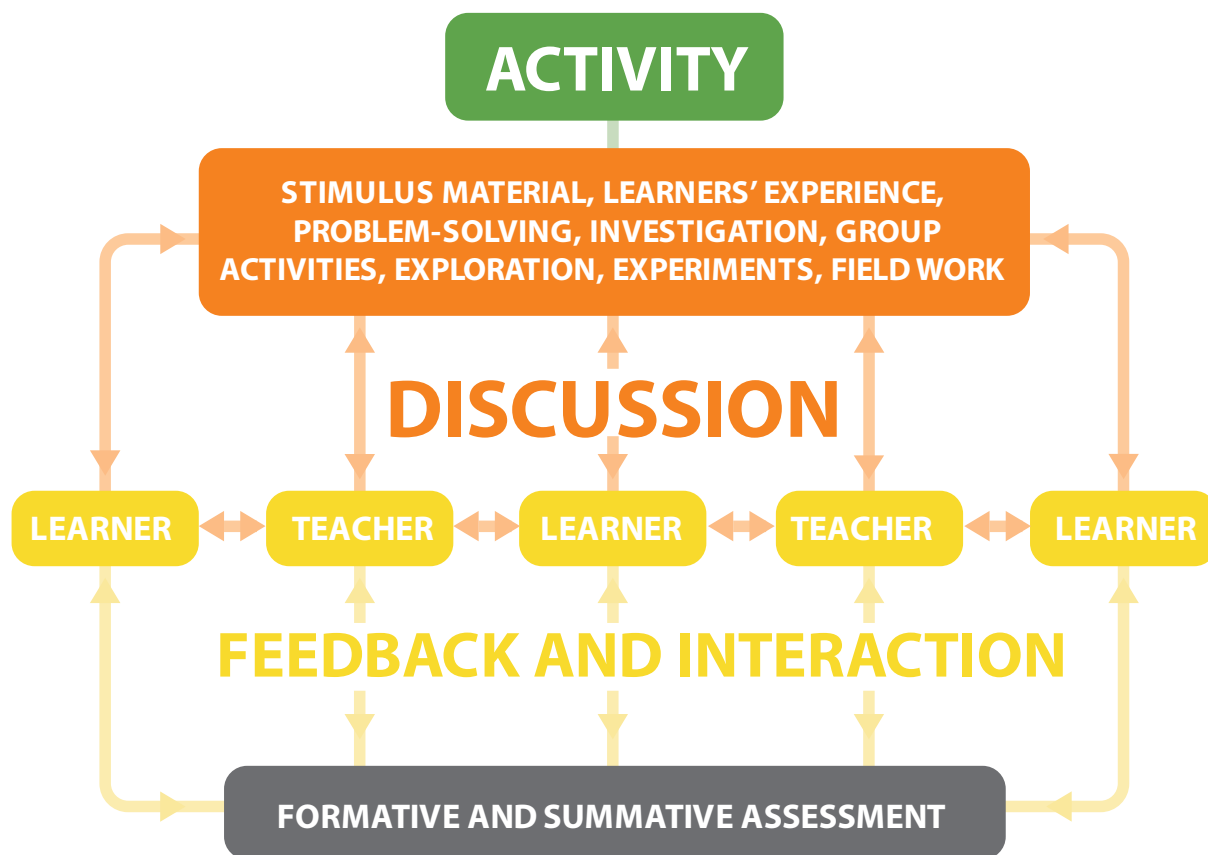 ACTIVITY
STIMULUS MATERIAL, LEARNERS’ EXPERIENCE,
PROBLEM-SOLVING, INVESTIGATION, GROUP
ACTIVITIES, EXPLORATION, EXPERIMENTS, FIELD WORK
DISCUSSION
LEARNER
TEACHER
LEARNER
TEACHER
LEARNER
FEEDBACK AND INTERACTION
FORMATIVE AND SUMMATIVE ASSESSMENT